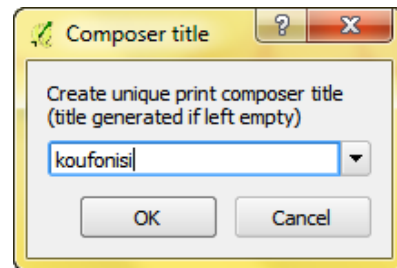 Composer title
Create unique print composer title
(title generated if left empty)
koufonisi
OK Cancel